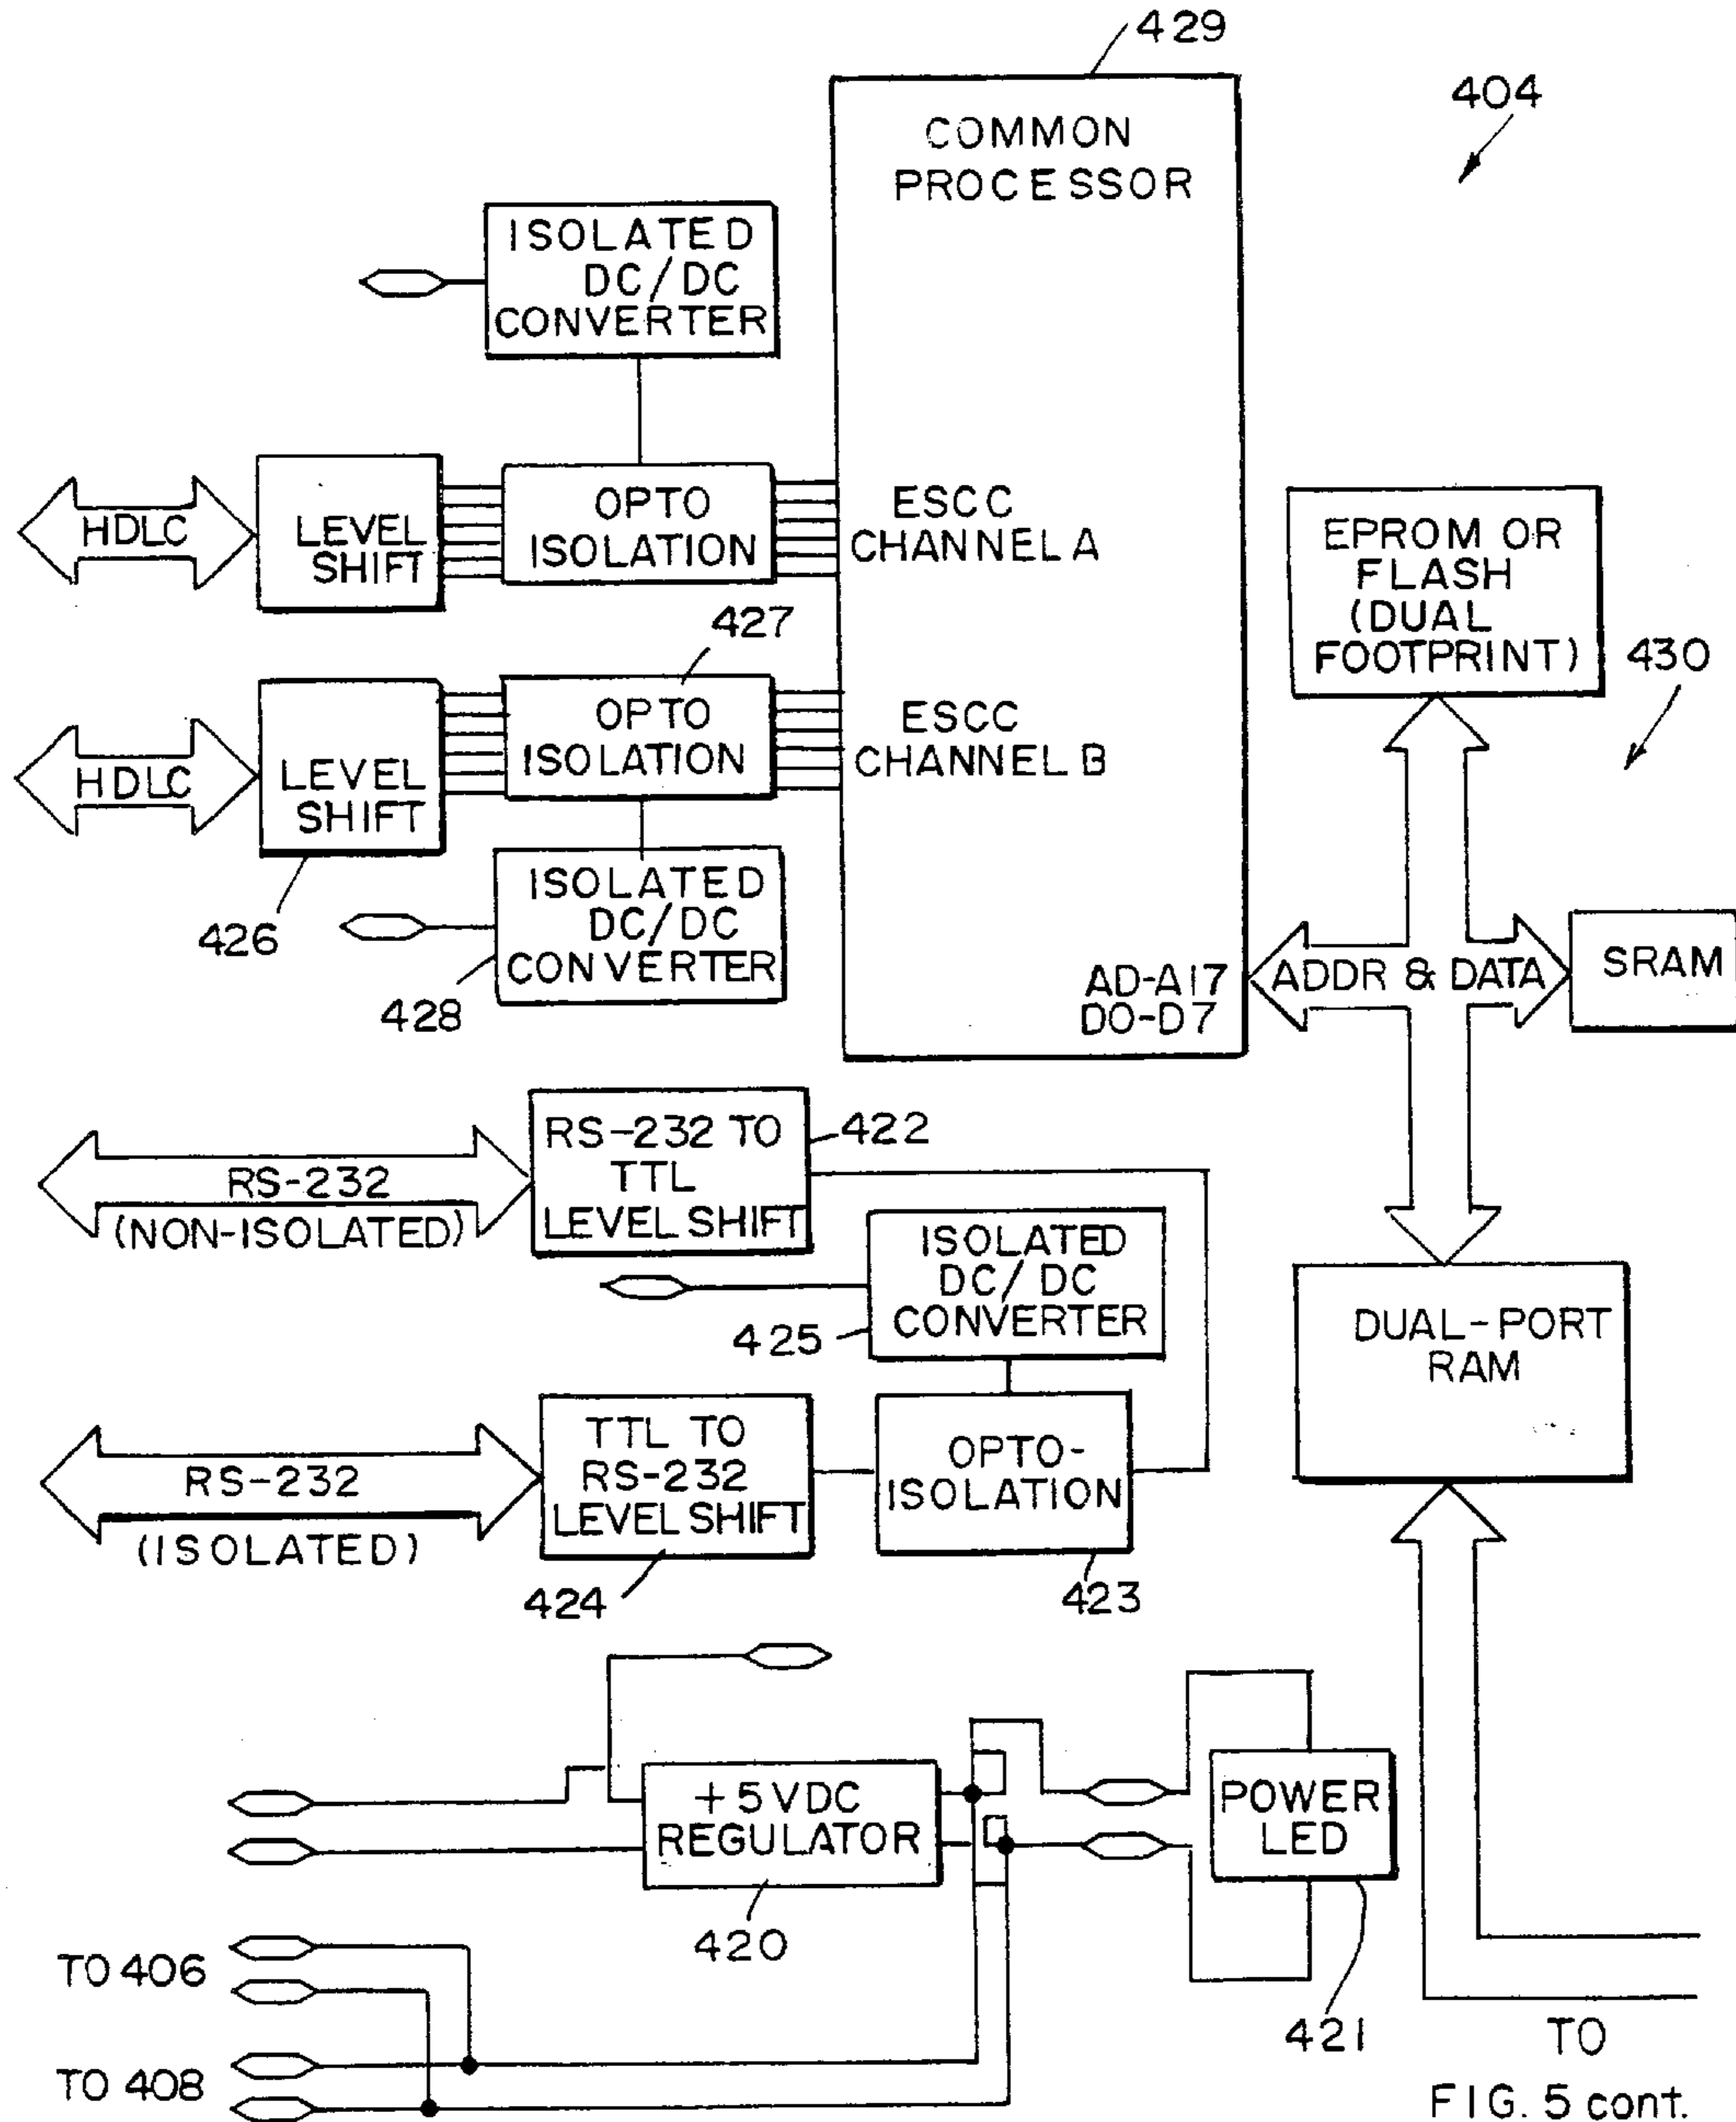 429
404
COMMON
PROCESSOR
ISOLATED
DC/DC
CONVERTER
HDLC
LEVEL
SHIFT
OPTO
ISOLATION
ESCC
CHANNEL A
EPROM OR
FLASH
(DUAL
FOOTPRINT)
430
427
HDLC
LEVEL
SHIFT
OPTO
ISOLATION
ESCC
CHANNEL B
426
ISOLATED
DC/DC
CONVERTER
428
AD-A17
DO-D7
ADDR & DATA
SRAM
RS-232
(NON-ISOLATED)
RS-232 TO
TTL
LEVEL SHIFT
422
ISOLATED
DC/DC
CONVERTER
425
DUAL-PORT
RAM
RS-232
(ISOLATED)
TTL TO
RS-232
LEVEL SHIFT
424
OPTO-
ISOLATION
423
+5VDC
REGULATOR
420
POWER
LED
421
TO 406
TO 408
TO
FIG. 5 cont.